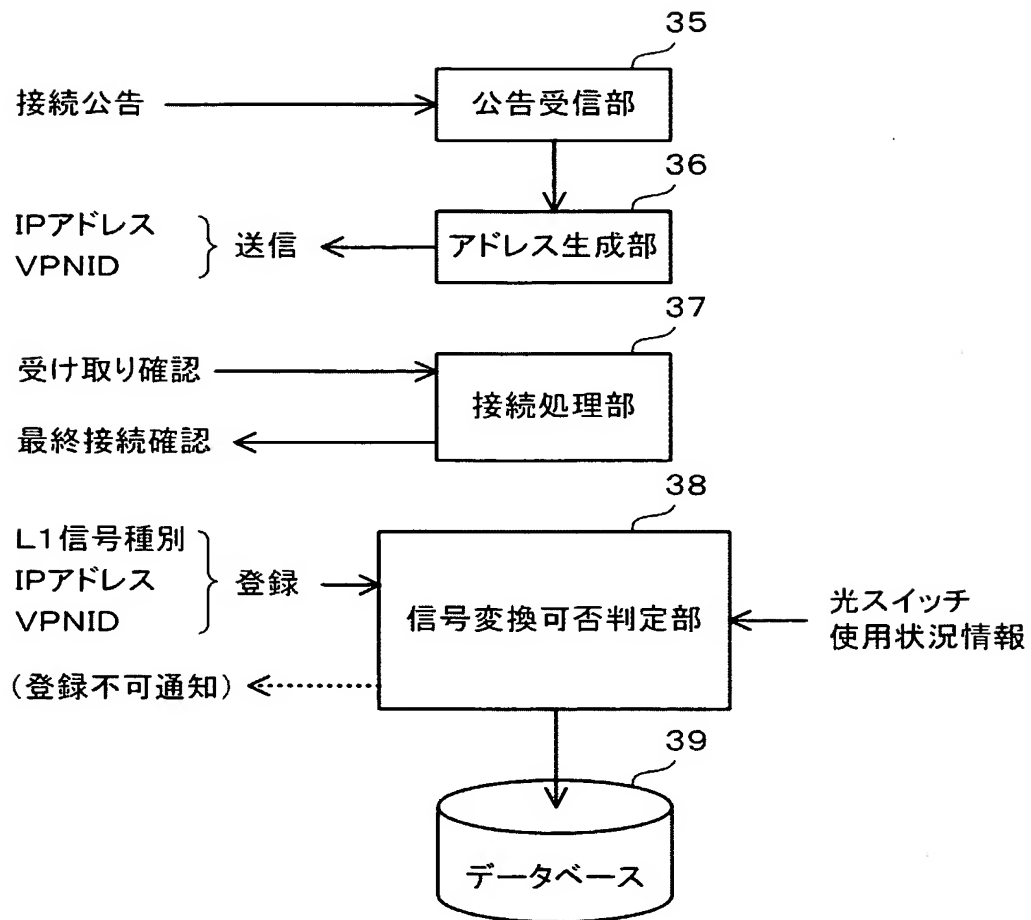 35
接続公告
公告受信部
36
IPアドレス
VPNID
送信
アドレス生成部
37
受け取り確認
接続処理部
最終接続確認
38
L1信号種別
IPアドレス
VPNID
登録
信号変換可否判定部
光スイッチ
使用状況情報
(登録不可通知)
39
データベース